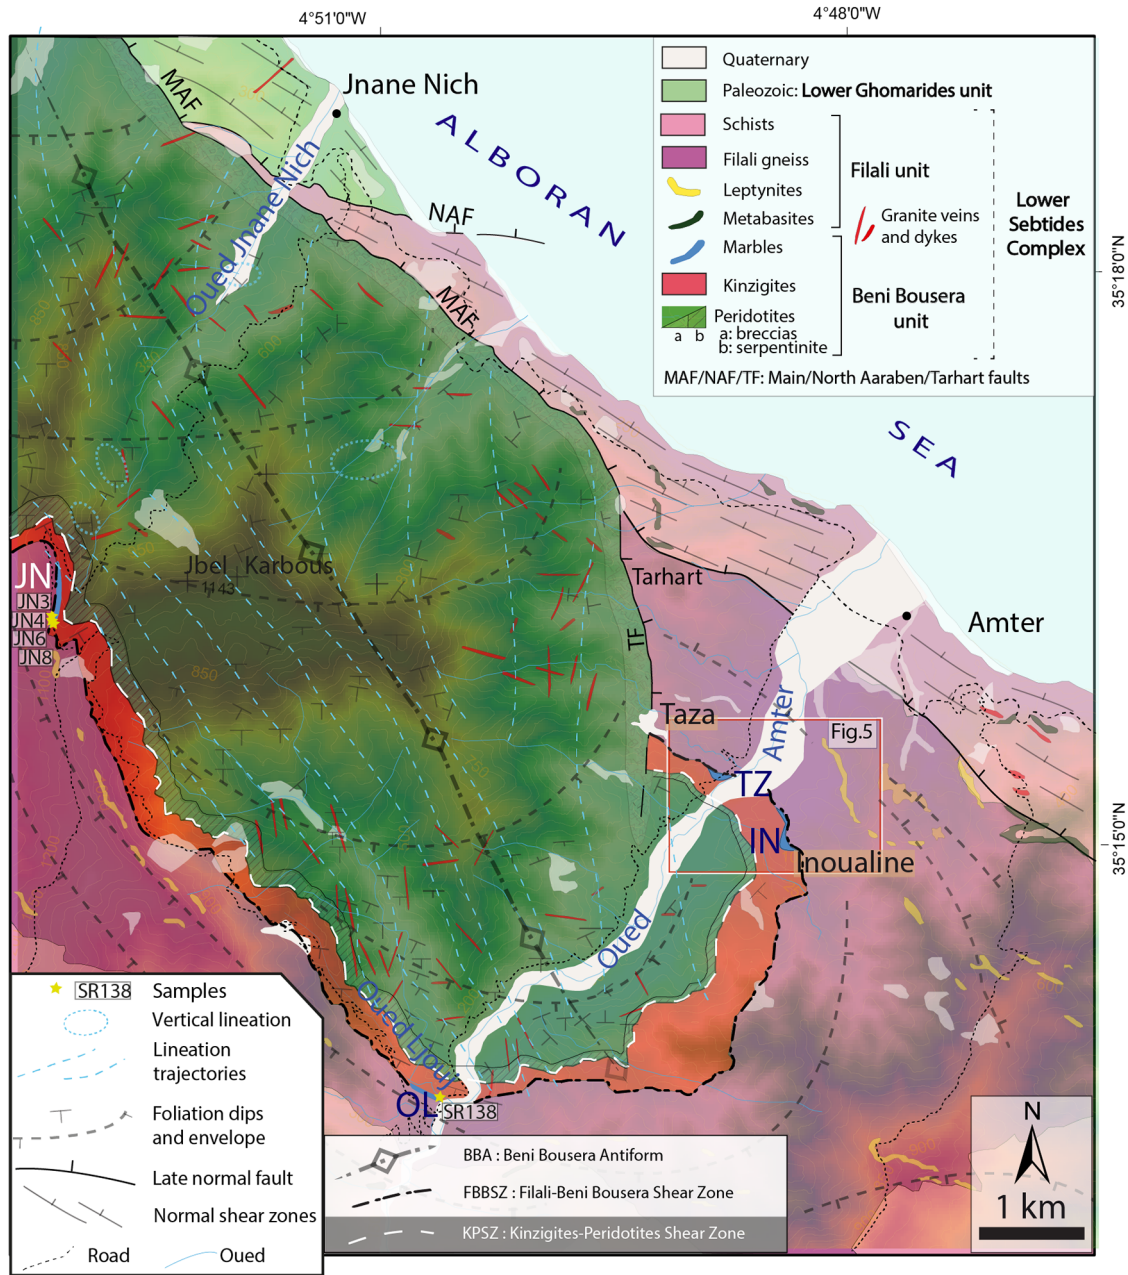 4°51'0"W
4°48'0"W
35°18'0"N
35°15'0"N
Jnane Nich
MAF
Oued Jnane Nich
ALBORAN
SEA
NAF
MAF
Quaternary
Paleozoic: Lower Ghomarides unit
Schists
Filali gneiss
Leptynites
Metabasites
Marbles
Kinzigites
Peridotites
a b
a: breccias
b: serpentinite
Filali unit
Granite veins
and dykes
Beni Bousera
unit
Lower
Sebtides
Complex
MAF/NAF/TF: Main/North Aaraben/Tarhart faults
850
600
Jbel Karbous
1143
850
700
JN
JN3
JN4
JN6
JN8
Tarhart
TF
Amter
Taza
Amter
Fig.5
TZ
IN
Inoualine
Oued
Oued Ljouj
OL
SR138
SR138
Samples
Vertical lineation
Lineation
trajectories
Foliation dips
and envelope
Late normal fault
Normal shear zones
Road
Oued
BBA : Beni Bousera Antiform
FBBSZ : Filali-Beni Bousera Shear Zone
KPSZ : Kinzigites-Peridotites Shear Zone
N
1 km